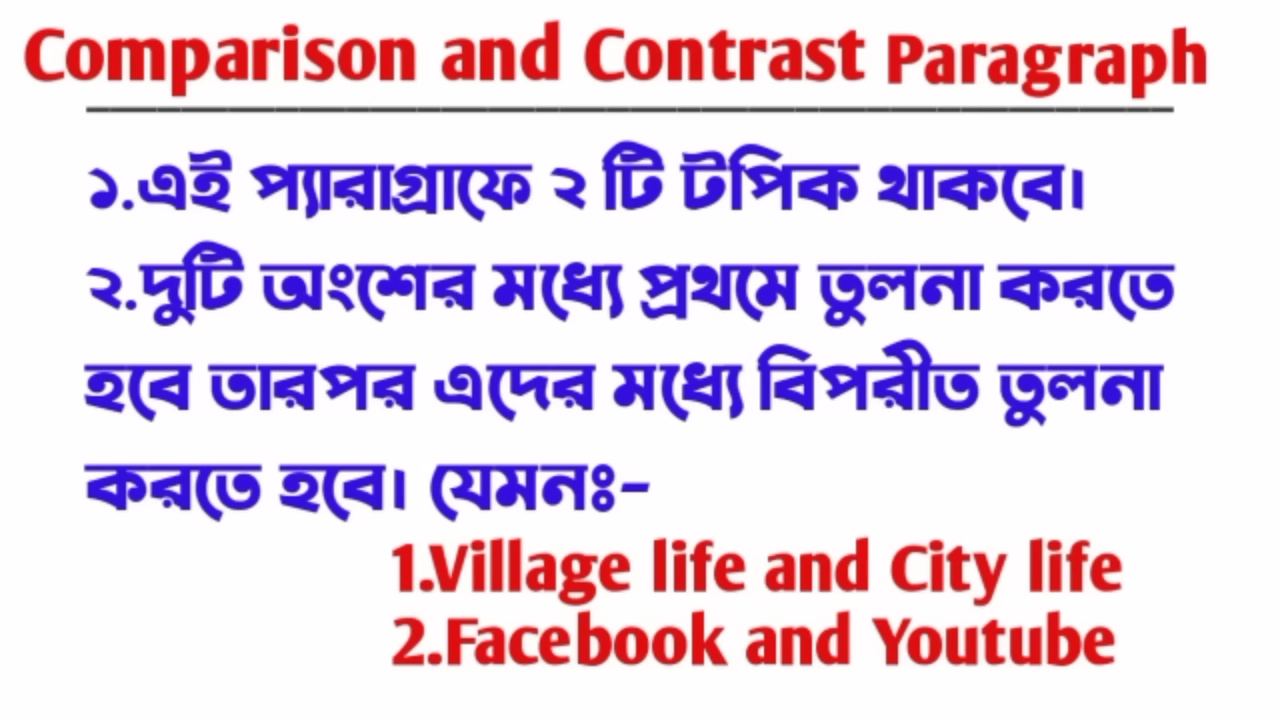 Comparison and Contrast Paragraph
১.এই প্যারাগ্রাফে ২ টি টপিক থাকবে।
২.দুটি অংশের মধ্যে প্রথমে তুলনা করতে
হবে তারপর এদের মধ্যে বিপরীত তুলনা
করতে হবে। যেমনঃ-
1.Village life and City life
2.Facebook and Youtube